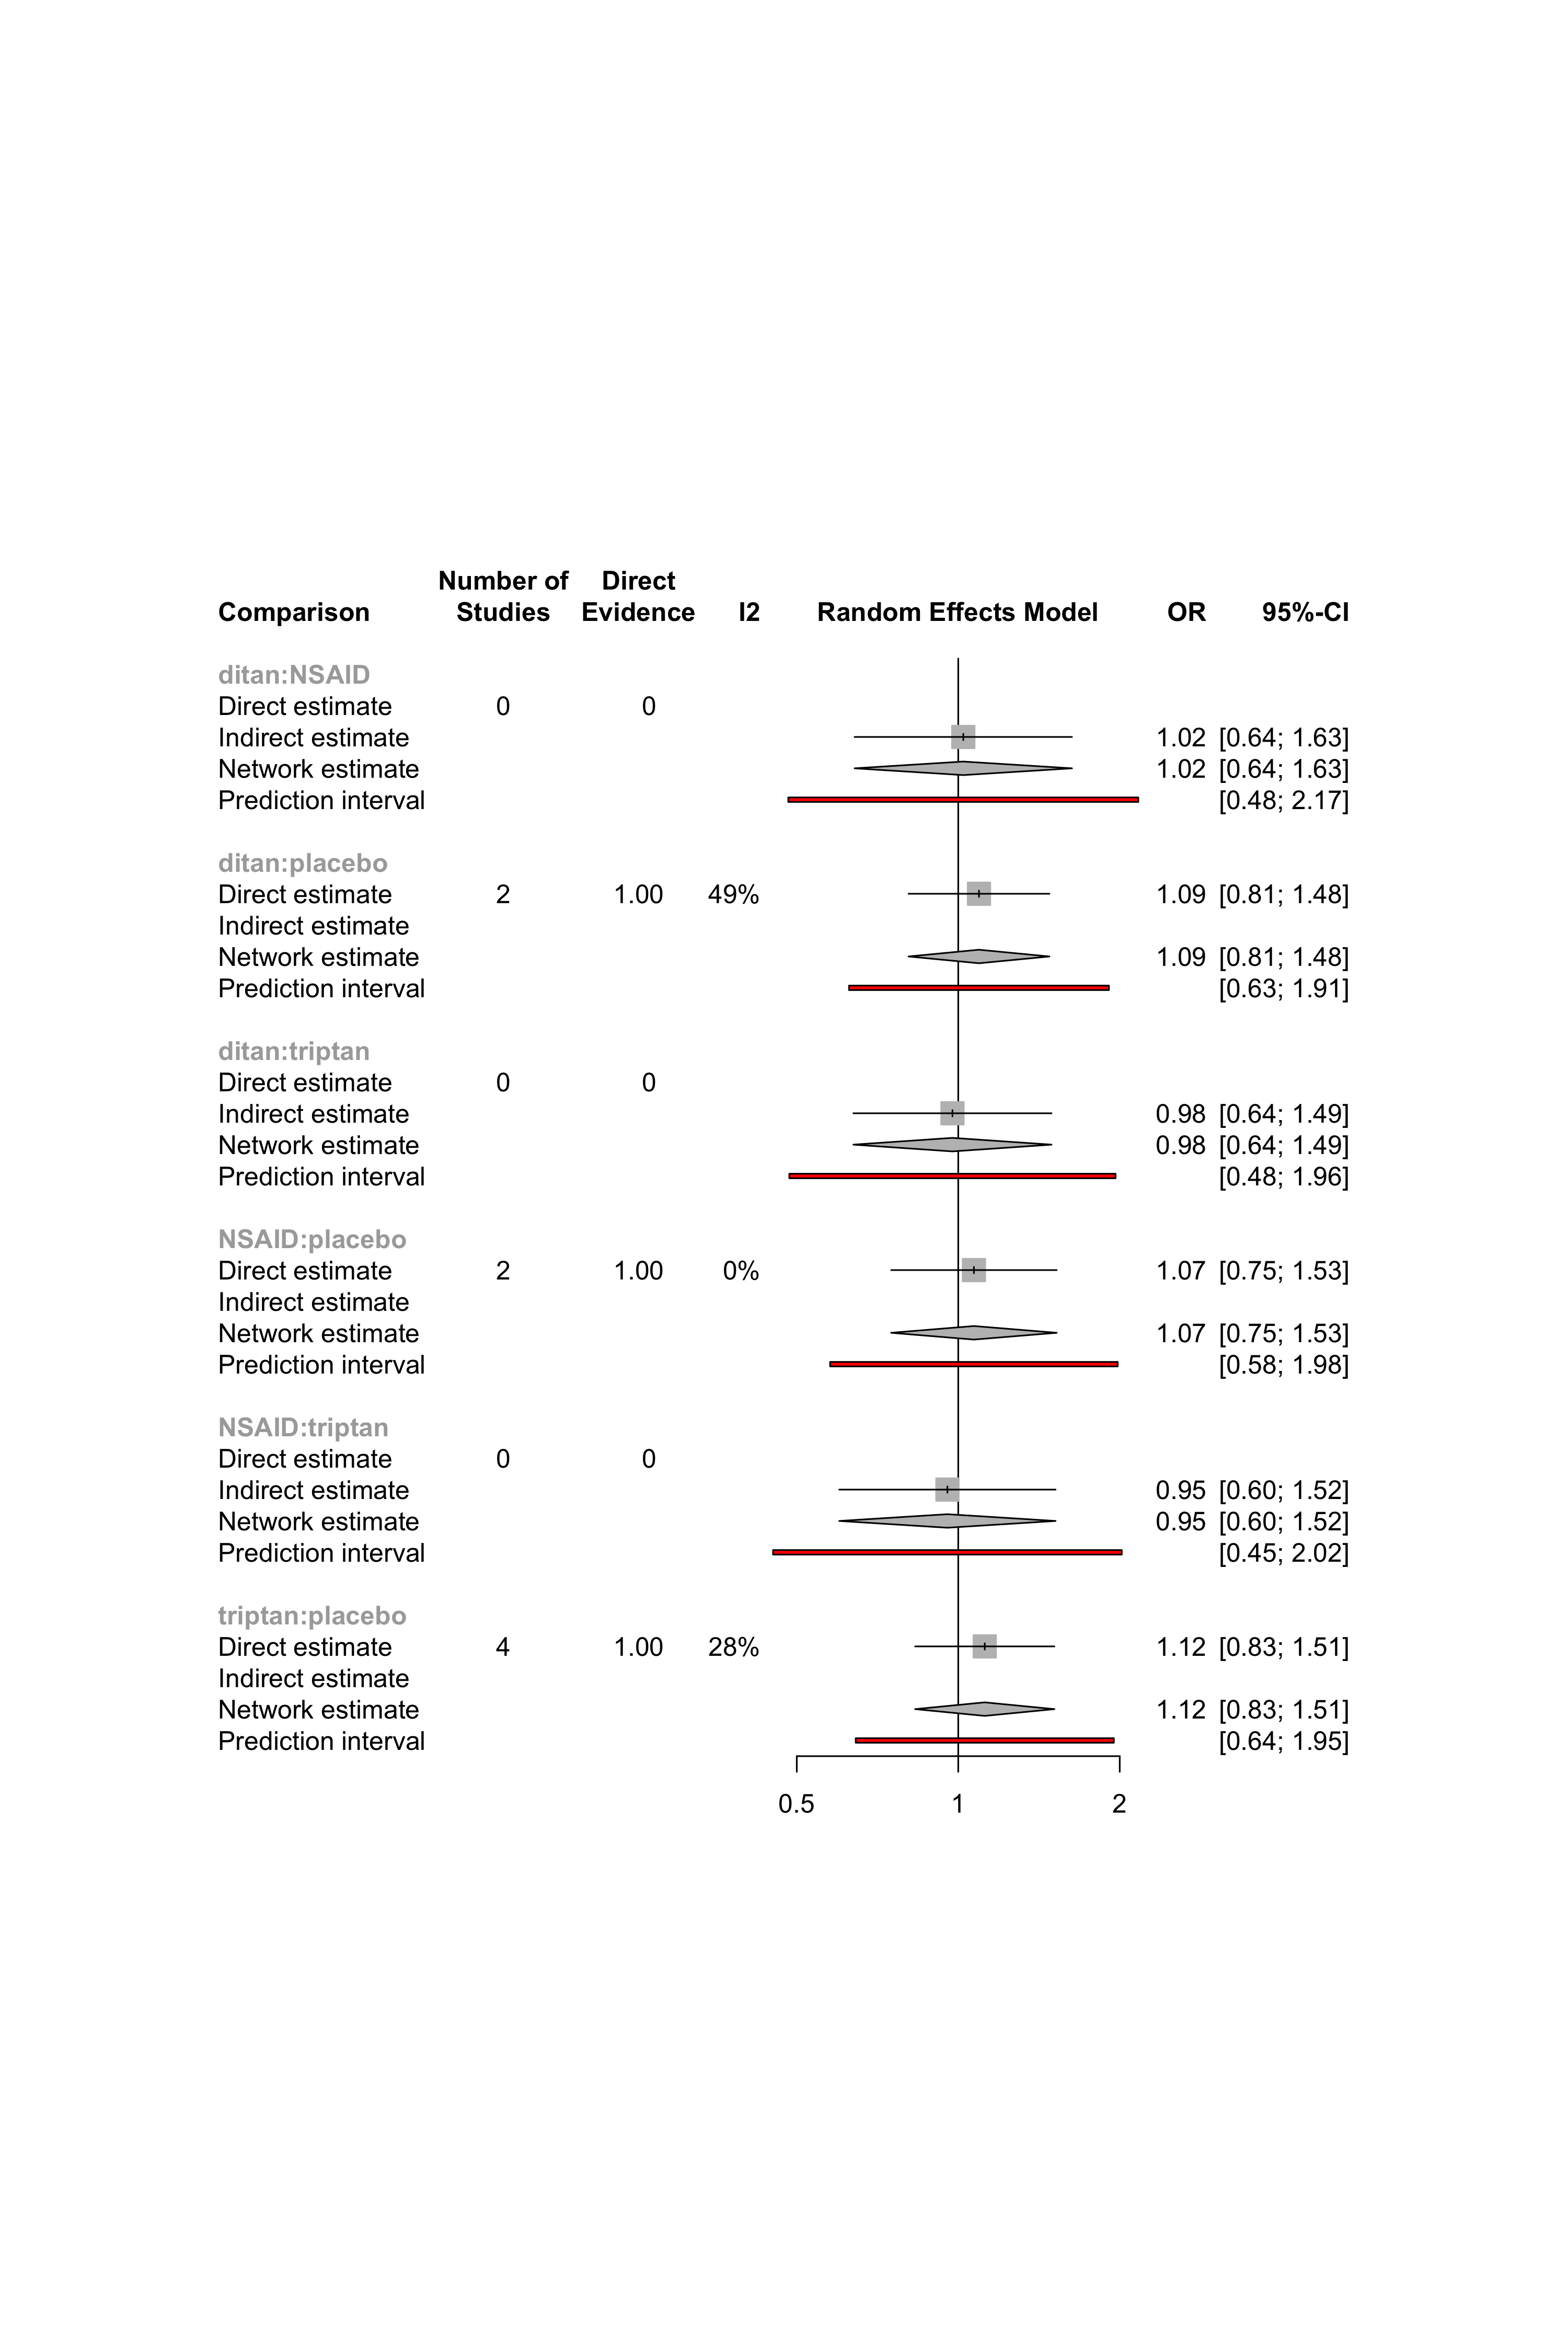 Number of Direct
Comparison Studies Evidence I2 Random Effects Model OR 95%-CI
ditan:NSAID
Direct estimate 0 0
Indirect estimate 1.02 [0.64; 1.63]
Network estimate 1.02 [0.64; 1.63]
Prediction interval [0.48; 2.17]
ditan:placebo
Direct estimate 2 1.00 49% 1.09 [0.81; 1.48]
Indirect estimate
Network estimate 1.09 [0.81; 1.48]
Prediction interval [0.63; 1.91]
ditan:triptan
Direct estimate 0 0
Indirect estimate 0.98 [0.64; 1.49]
Network estimate 0.98 [0.64; 1.49]
Prediction interval [0.48; 1.96]
NSAID:placebo
Direct estimate 2 1.00 0% 1.07 [0.75; 1.53]
Indirect estimate
Network estimate 1.07 [0.75; 1.53]
Prediction interval [0.58; 1.98]
NSAID:triptan
Direct estimate 0 0
Indirect estimate 0.95 [0.60; 1.52]
Network estimate 0.95 [0.60; 1.52]
Prediction interval [0.45; 2.02]
triptan:placebo
Direct estimate 4 1.00 28% 1.12 [0.83; 1.51]
Indirect estimate
Network estimate 1.12 [0.83; 1.51]
Prediction interval [0.64; 1.95]
0.5 1 2